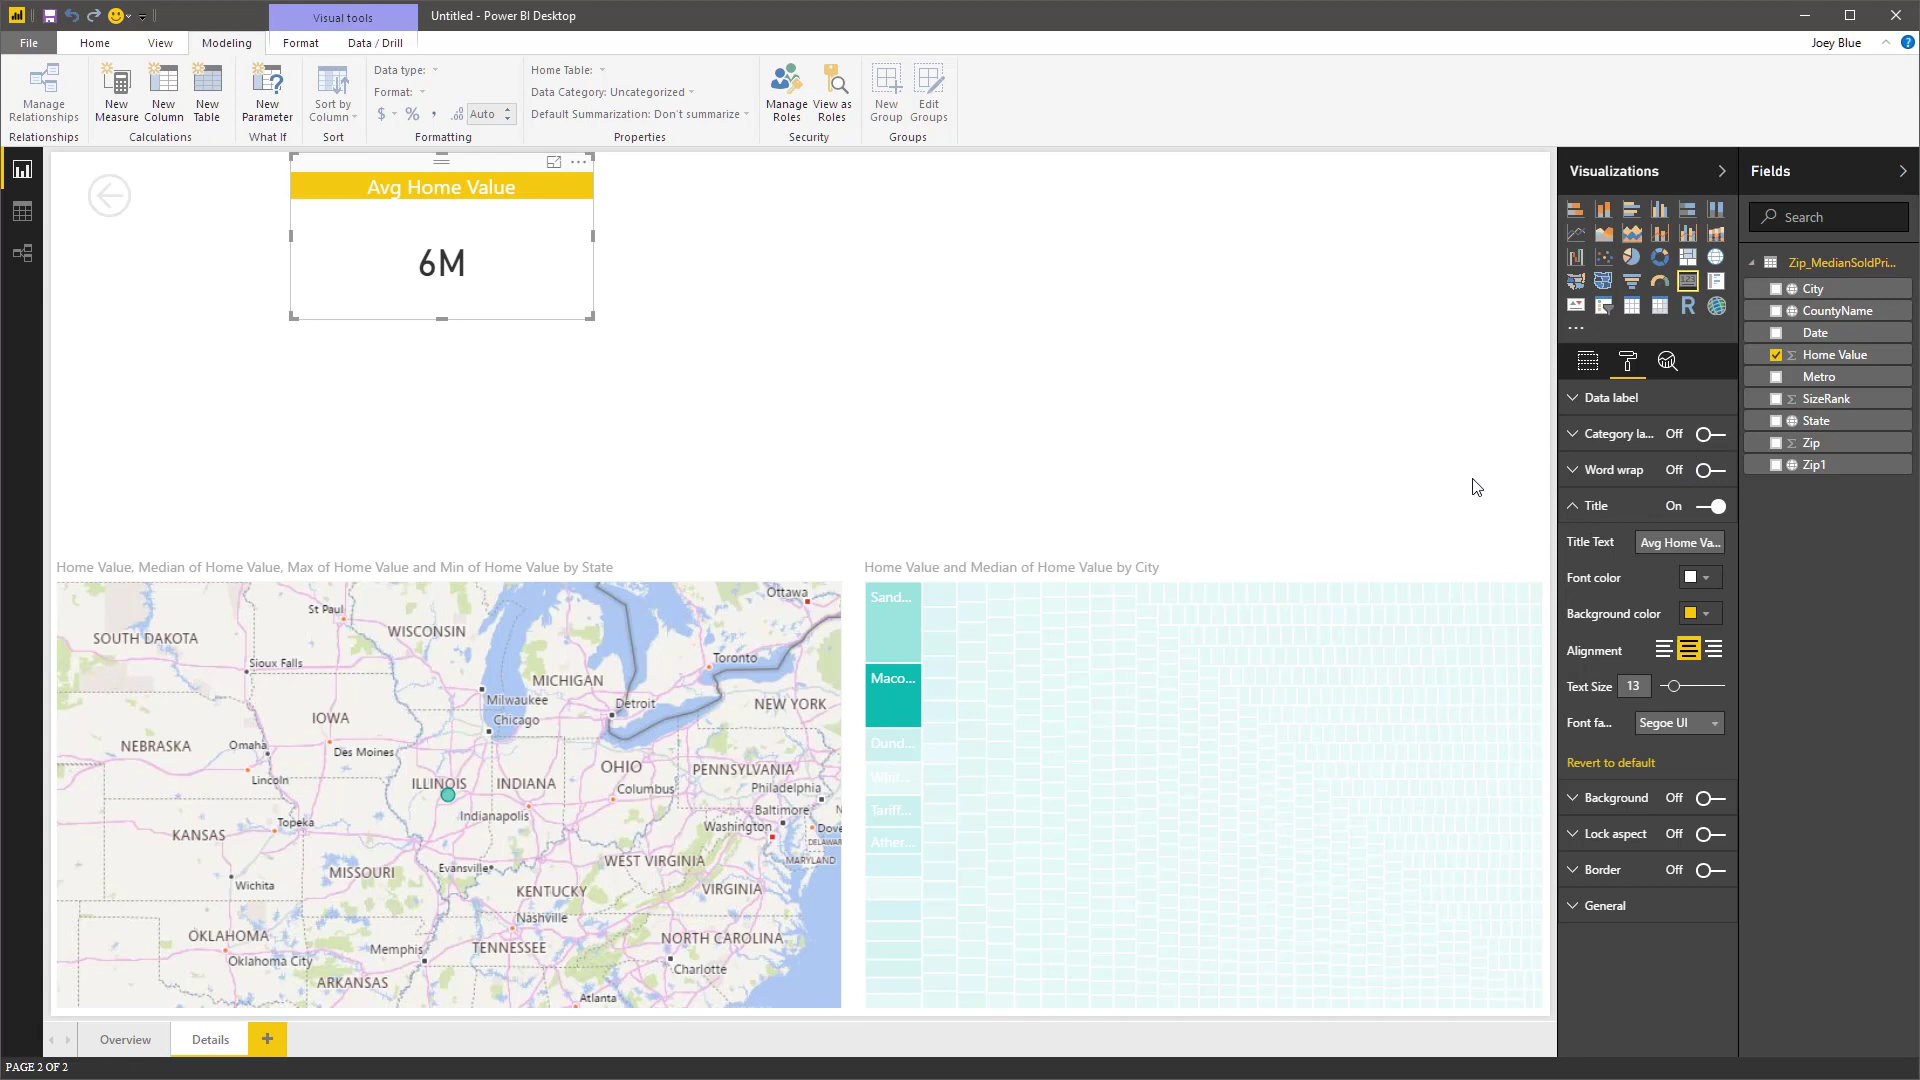 Visual tools
Untitled - Power BI Desktop
File
Home
View
Modeling
Format
Data / Drill
Joey Blue
Manage Relationships
Relationships
New Measure
New Column
New Table
Calculations
New Parameter
What If
Sort by Column
Sort
Data type:
Format:
$ % , .00 Auto
Formatting
Home Table:
Data Category: Uncategorized
Default Summarization: Don't summarize
Properties
Manage Roles
View as Roles
Security
New Group
Edit Groups
Groups
Avg Home Value
6M
Home Value, Median of Home Value, Max of Home Value and Min of Home Value by State
SOUTH DAKOTA
St Paul
WISCONSIN
Ottawa
Sioux Falls
Toronto
MICHIGAN
Milwaukee
Detroit
NEW YORK
IOWA
Chicago
NEBRASKA
Omaha
Des Moines
Lincoln
ILLINOIS
INDIANA
OHIO
PENNSYLVANIA
Columbus
Philadelphia
Indianapolis
Baltimore
N
Topeka
KANSAS
Washington
Dove
DELAWAR
MARYLAND
WEST VIRGINIA
MISSOURI
Evansville
Wichita
KENTUCKY
VIRGINIA
Nashville
OKLAHOMA
Oklahoma City
Memphis
TENNESSEE
NORTH CAROLINA
Charlotte
ARKANSAS
Atlanta
Home Value and Median of Home Value by City
Sand...
Maco...
Dund...
Whit...
Tariff...
Ather...
Visualizations
R
Data label
Category la... Off
Word wrap Off
Title On
Title Text Avg Home Va...
Font color
Background color
Alignment
Text Size 13
Font fa... Segoe UI
Revert to default
Background Off
Lock aspect Off
Border Off
General
Fields
Search
Zip_MedianSoldPri...
City
CountyName
Date
Σ Home Value
Metro
Σ SizeRank
State
Σ Zip
Zip1
Overview
Details
+
PAGE 2 OF 2